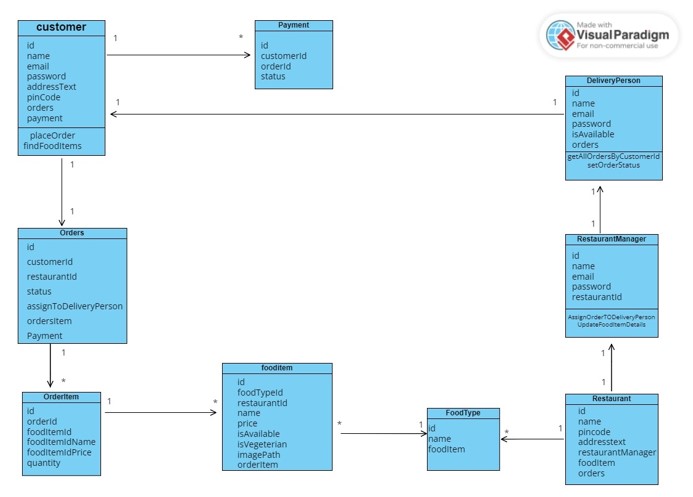 Made with
Visual Paradigm
For non-commercial use
customer
id
name
email
password
addressText
pinCode
orders
payment
placeOrder
findFoodItems
1
*
Payment
id
customerId
orderId
status
DeliveryPerson
id
name
email
password
isAvailable
orders
getAllOrdersByCustomerId
setOrderStatus
1
1
1
1
Orders
id
customerId
restaurantId
status
assignToDeliveryPerson
ordersItem
Payment
1
1
RestaurantManager
id
name
email
password
restaurantId
AssignOrderTODeliveryPerson
UpdateFoodItemDetails
1
*
1
1
OrderItem
id
orderId
foodItemId
foodItemIdName
foodItemIdPrice
quantity
1
*
fooditem
id
foodTypeId
restaurantId
name
price
isAvailable
isVegeterian
imagePath
orderitem
*
1
FoodType
id
name
foodItem
*
1
Restaurant
id
name
pincode
addresstext
restaurantManager
foodItem
orders